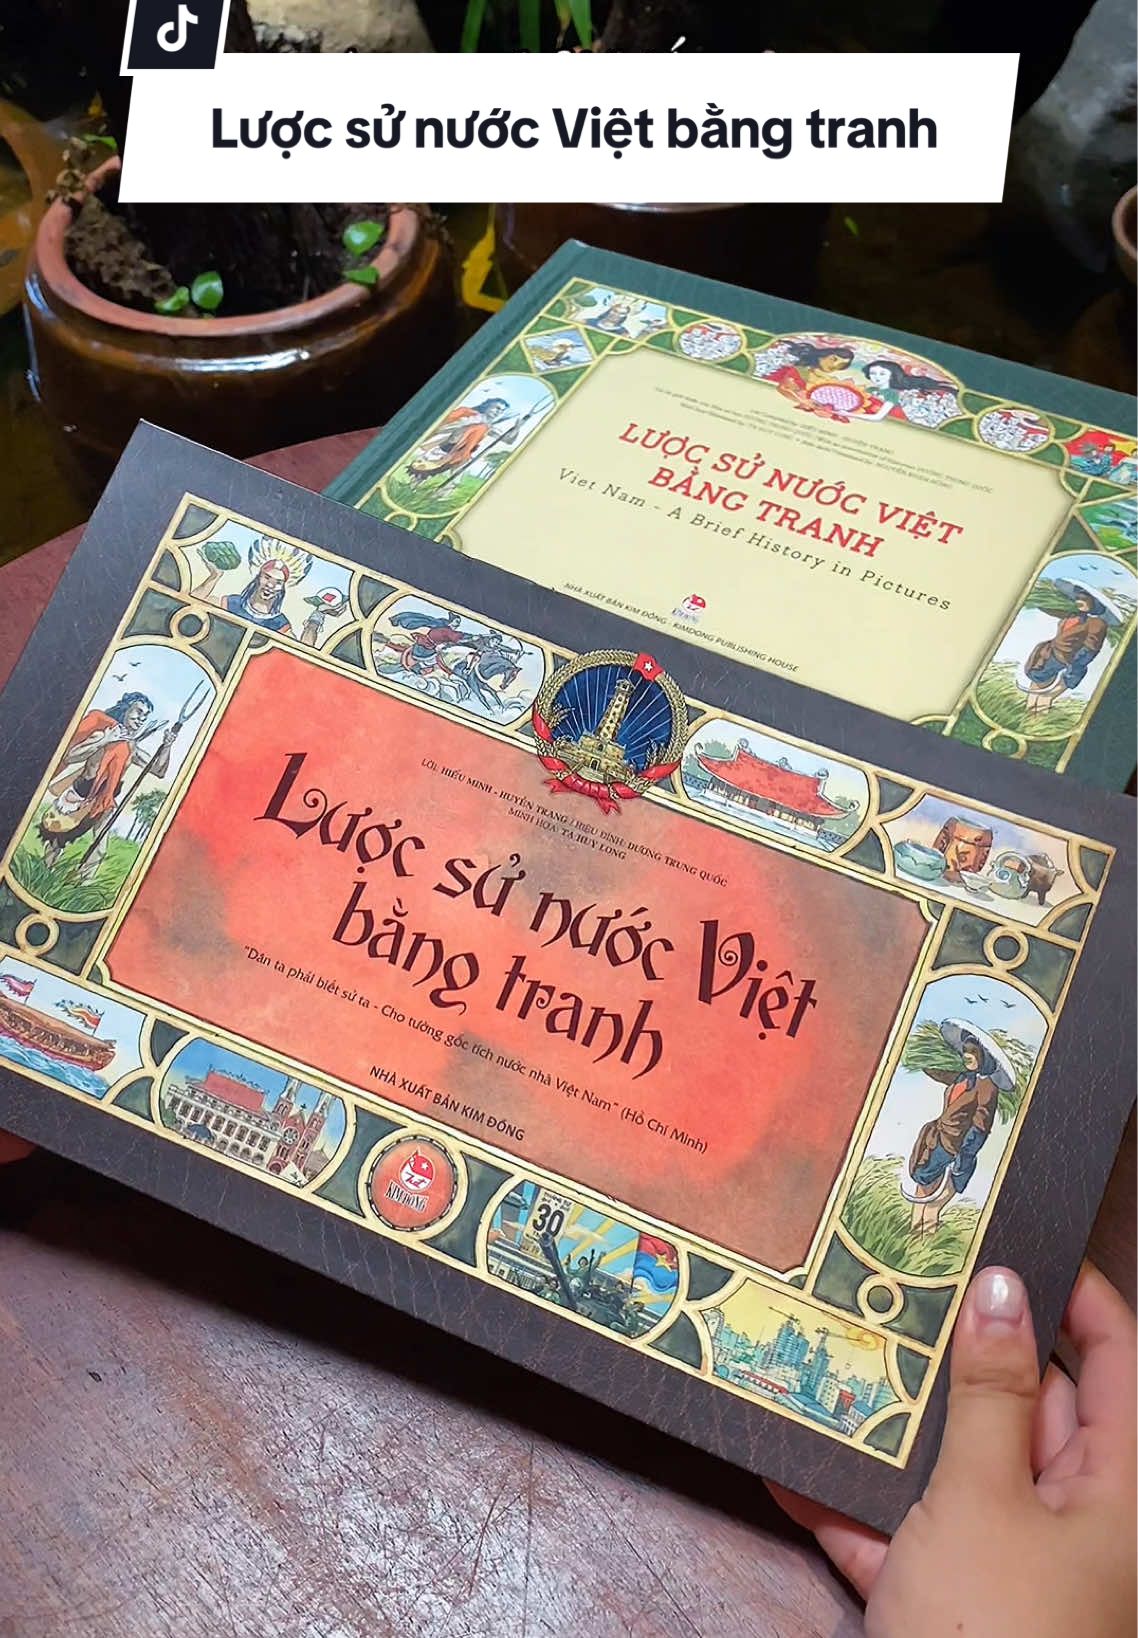 Lược sử nước Việt bằng tranh
LƯỢC SỬ NƯỚC VIỆT
BẰNG TRANH
Viet Nam - A Brief History in Pictures
NHÀ XUẤT BẢN KIM ĐỒNG - KIMDONG PUBLISHING HOUSE
LỜI: HIẾU MINH - HUYỀN TRANG / HIỆU ĐÍNH: DƯƠNG TRUNG QUỐC
MINH HỌA: TẠ HUY LONG
Lược sử nước Việt
bằng tranh
"Dân ta phải biết sử ta - Cho tường gốc tích nước nhà Việt Nam" (Hồ Chí Minh)
NHÀ XUẤT BẢN KIM ĐỒNG
KIM ĐỒNG
30